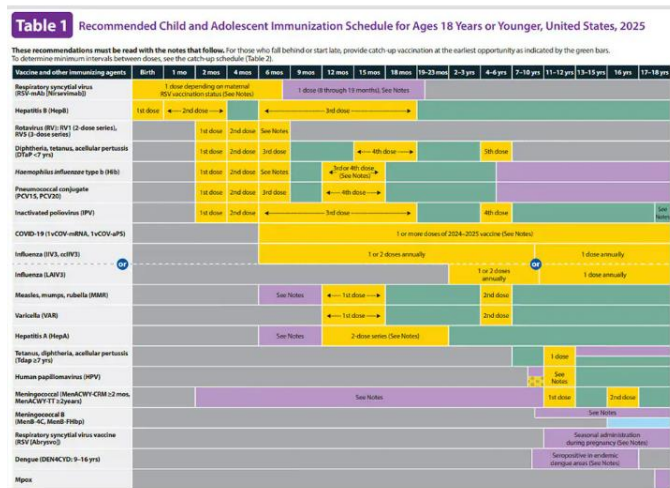 Table 1 Recommended Child and Adolescent Immunization Schedule for Ages 18 Years or Younger, United States, 2025
These recommendations must be read with the notes that follow. For those who fall behind or start late, provide catch-up vaccination at the earliest opportunity as indicated by the green bars.
To determine minimum intervals between doses, see the catch-up schedule (Table 2).
Vaccine and other immunizing agents Birth 1 mo 2 mos 4 mos 6 mos 9 mos 12 mos 15 mos 18 mos 19–23 mos 2–3 yrs 4–6 yrs 7–10 yrs 11–12 yrs 13–15 yrs 16 yrs 17–18 yrs
Respiratory syncytial virus
(RSV-mAb [Nirsevimab])
1 dose depending on maternal
RSV vaccination status (See Notes)
1 dose (8 through 19 months), See Notes
Hepatitis B (HepB) 1st dose 2nd dose 3rd dose
Rotavirus (RV): RV1 (2-dose series),
RV5 (3-dose series)
1st dose 2nd dose See Notes
Diphtheria, tetanus, acellular pertussis
(DTaP <7 yrs)
1st dose 2nd dose 3rd dose 4th dose 5th dose
Haemophilus influenzae type b (Hib) 1st dose 2nd dose See Notes
3rd or 4th dose
(See Notes)
Pneumococcal conjugate
(PCV15, PCV20)
1st dose 2nd dose 3rd dose 4th dose
Inactivated poliovirus (IPV) 1st dose 2nd dose 3rd dose 4th dose
See
Notes
COVID-19 (1vCOV-mRNA, 1vCOV-aPS) 1 or more doses of 2024–2025 vaccine (See Notes)
Influenza (IIV3, ccIIV3) 1 or 2 doses annually 1 dose annually
or or
Influenza (LAIV3)
1 or 2 doses
annually
1 dose annually
Measles, mumps, rubella (MMR) See Notes 1st dose 2nd dose
Varicella (VAR) 1st dose 2nd dose
Hepatitis A (HepA) See Notes 2-dose series (See Notes)
Tetanus, diphtheria, acellular pertussis
(Tdap ≥7 yrs)
1 dose
Human papillomavirus (HPV)
See
Notes
Meningococcal (MenACWY-CRM ≥2 mos,
MenACWY-TT ≥2years)
See Notes 1st dose 2nd dose
Meningococcal B
(MenB-4C, MenB-FHbp)
See Notes
Respiratory syncytial virus vaccine
(RSV [Abrysvo])
Seasonal administration
during pregnancy (See Notes)
Dengue (DEN4CYD: 9–16 yrs)
Seropositive in endemic
dengue areas (See Notes)
Mpox